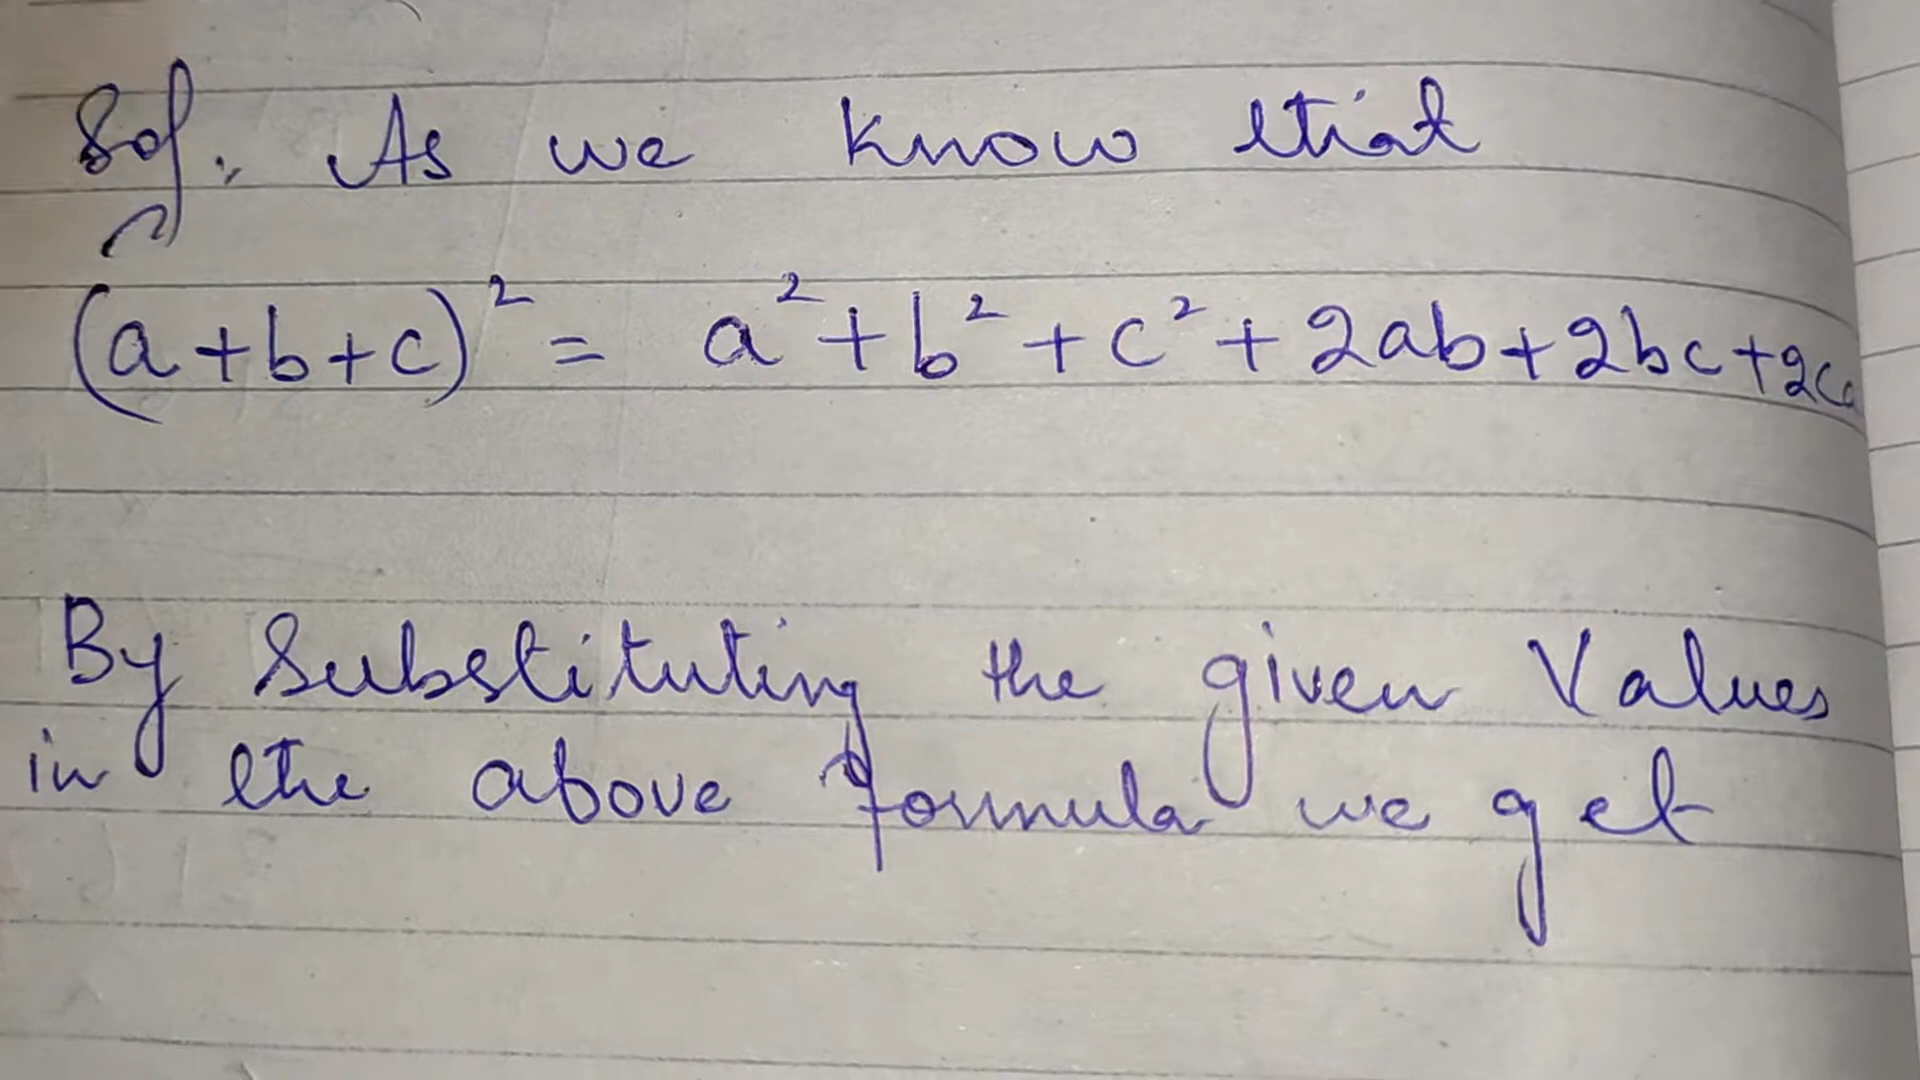 Sol. As we know that
(a+b+c)² = a²+b²+c²+2ab+2bc+2ca
By Substituting the given Values
in the above formula we get